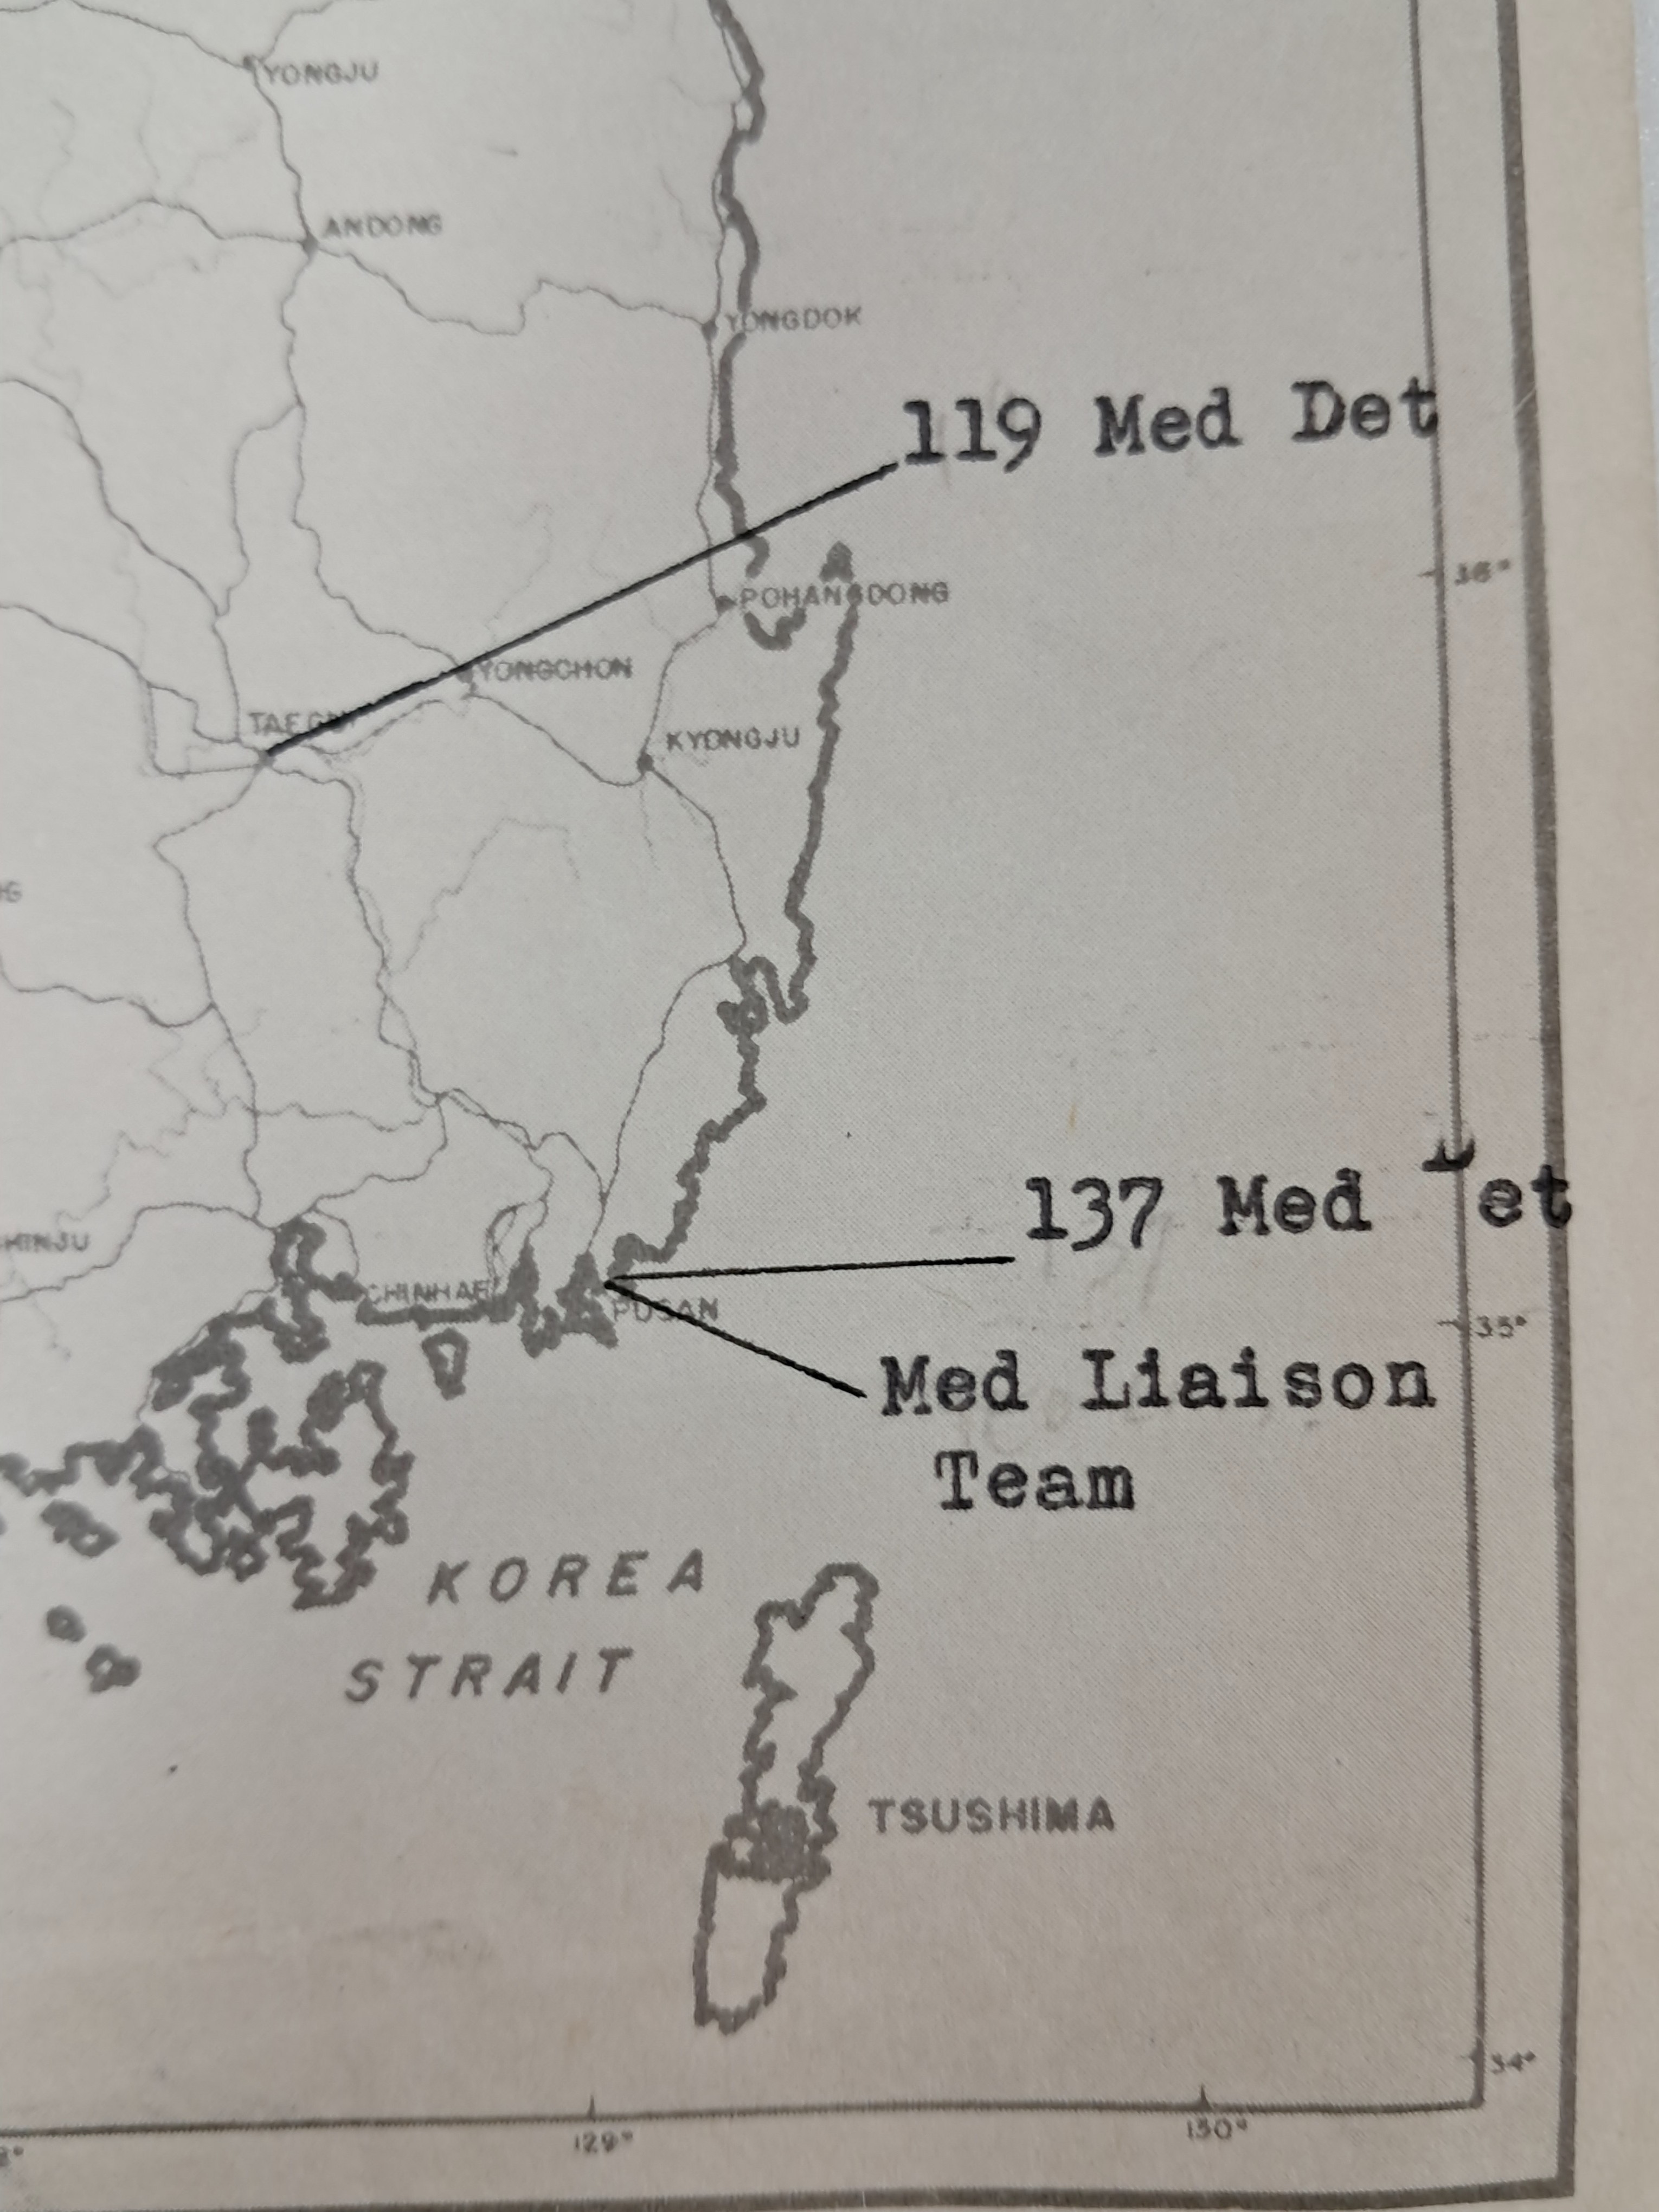 YONGJU
ANDONG
YONGDOK
119 Med Det
36°
POHANGDONG
YONGCHON
TAEGU
KYONGJU
137 Med Det
CHINHAE
PUSAN
35°
Med Liaison
Team
KOREA
STRAIT
TSUSHIMA
34°
129°
130°